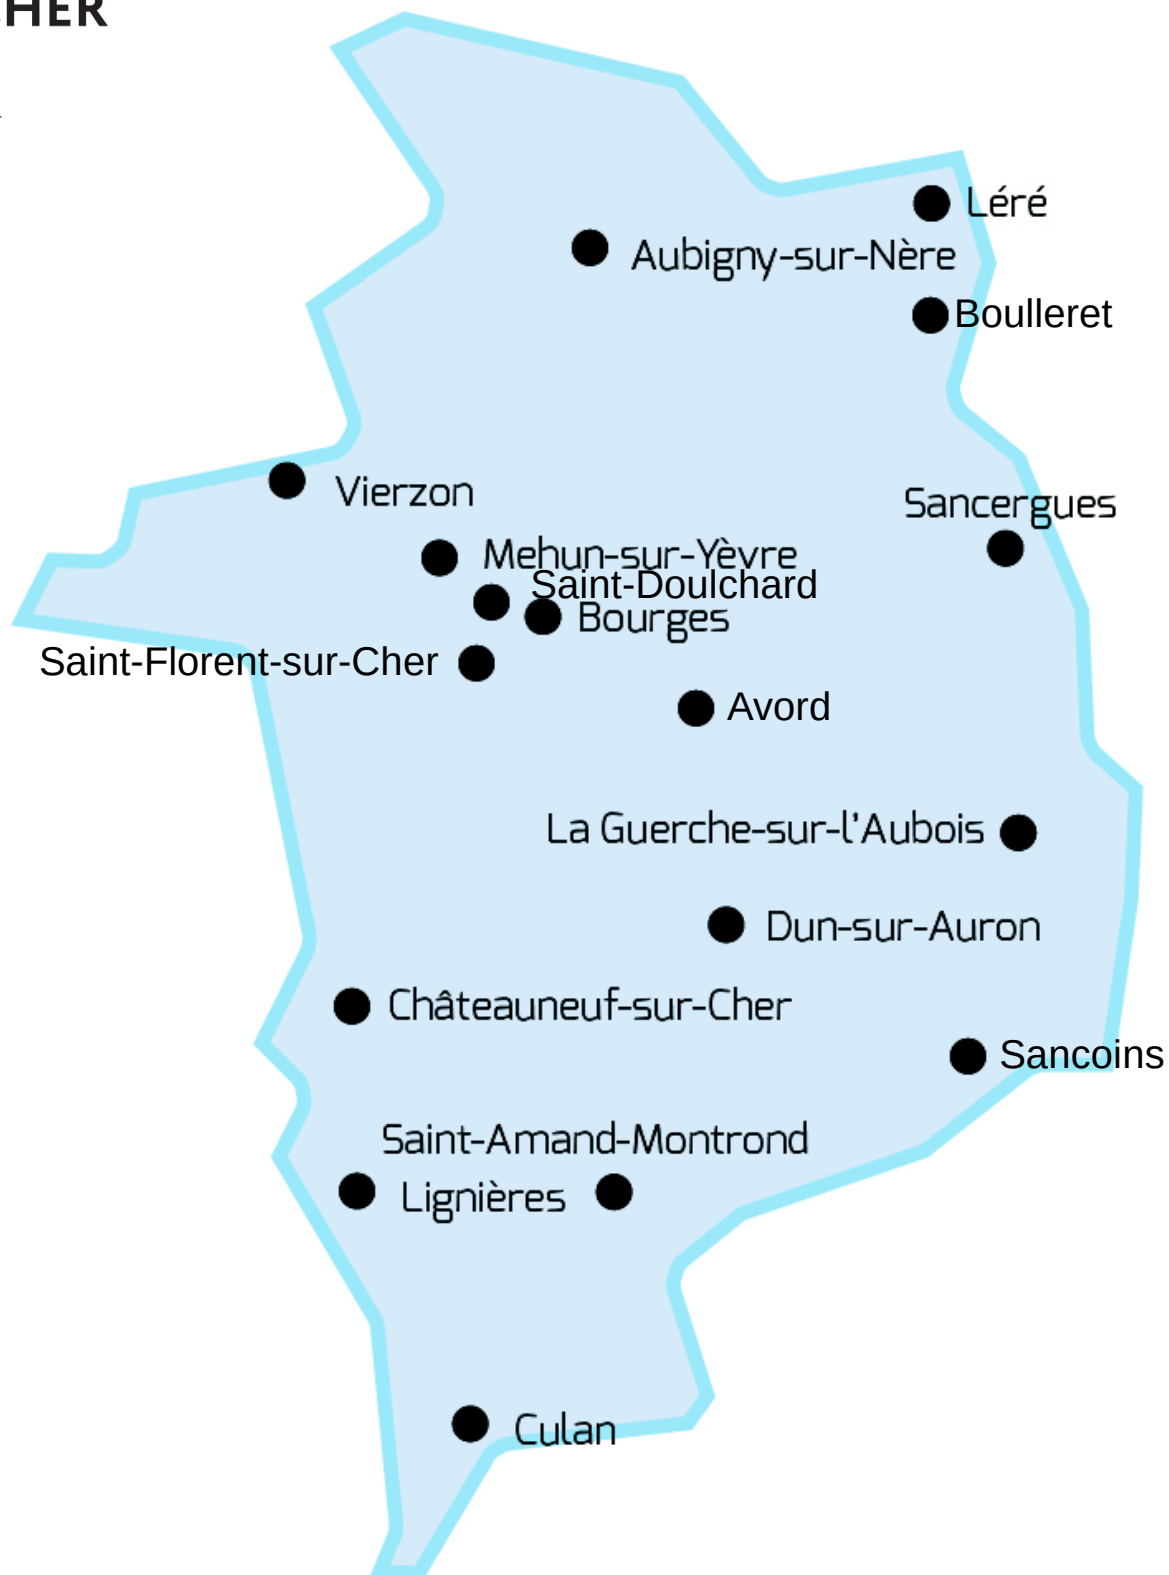 CHER
Léré
Aubigny-sur-Nère
Boulleret
Vierzon
Sancergues
Mehun-sur-Yèvre
Saint-Doulchard
Bourges
Saint-Florent-sur-Cher
Avord
La Guerche-sur-l'Aubois
Dun-sur-Auron
Châteauneuf-sur-Cher
Sancoins
Saint-Amand-Montrond
Lignières
Culan